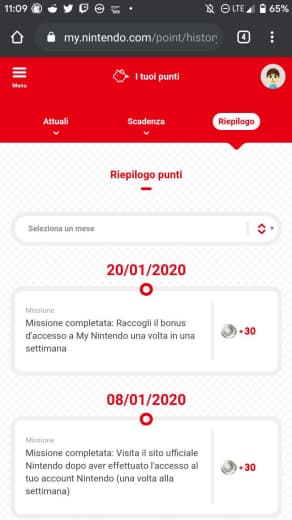 11:09
LTE 65%
my.nintendo.com/point/history
4
Menu
I tuoi punti
Attuali
Scadenza
Riepilogo
Riepilogo punti
Seleziona un mese
20/01/2020
Missione
Missione completata: Raccogli il bonus
d'accesso a My Nintendo una volta in una
settimana
+30
08/01/2020
Missione
Missione completata: Visita il sito ufficiale
Nintendo dopo aver effettuato l'accesso al
tuo account Nintendo (una volta alla
settimana)
+30